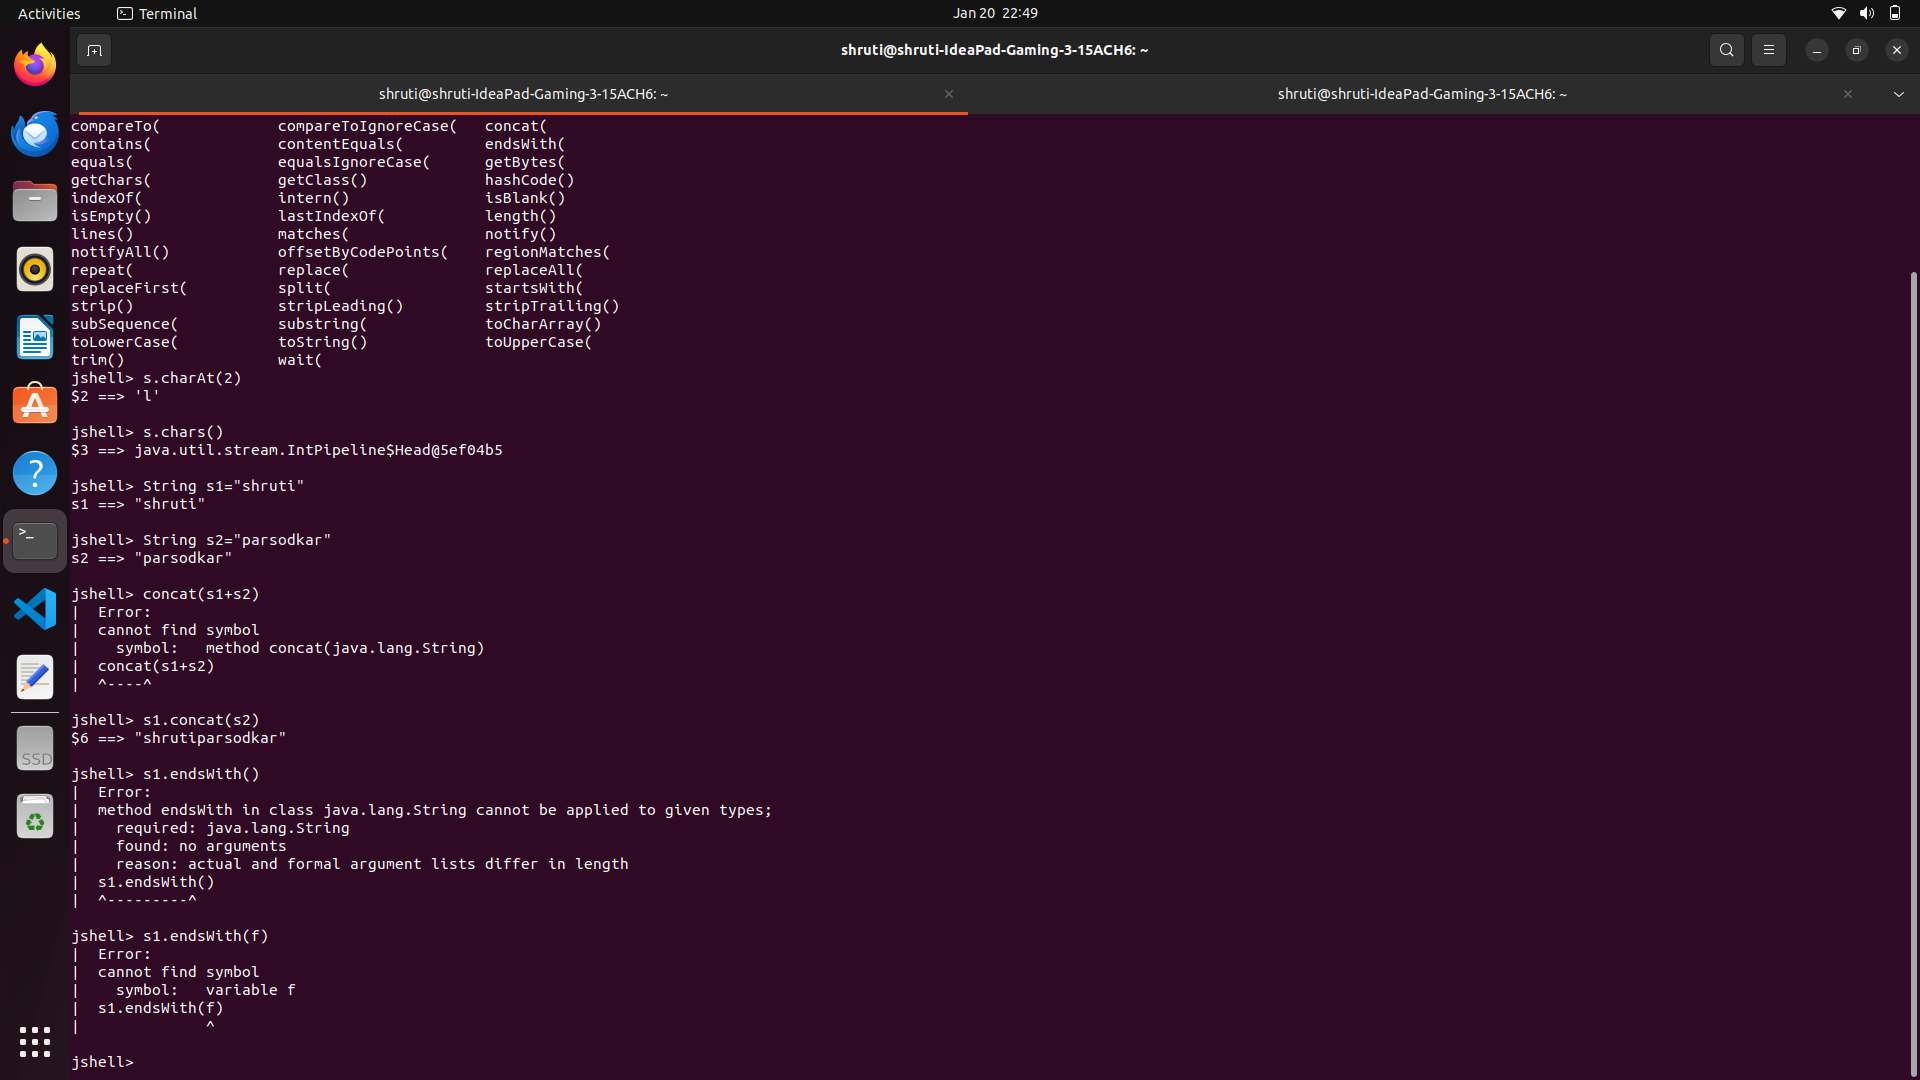 Activities Terminal Jan 20 22:49
shruti@shruti-IdeaPad-Gaming-3-15ACH6: ~
shruti@shruti-IdeaPad-Gaming-3-15ACH6: ~ shruti@shruti-IdeaPad-Gaming-3-15ACH6: ~
compareTo( compareToIgnoreCase( concat(
contains( contentEquals( endsWith(
equals( equalsIgnoreCase( getBytes(
getChars( getClass() hashCode()
indexOf( intern() isBlank()
isEmpty() lastIndexOf( length()
lines() matches( notify()
notifyAll() offsetByCodePoints( regionMatches(
repeat( replace( replaceAll(
replaceFirst( split( startsWith(
strip() stripLeading() stripTrailing()
subSequence( substring( toCharArray()
toLowerCase( toString() toUpperCase(
trim() wait(
jshell> s.charAt(2)
$2 ==> 'l'
jshell> s.chars()
$3 ==> java.util.stream.IntPipeline$Head@5ef04b5
jshell> String s1="shruti"
s1 ==> "shruti"
jshell> String s2="parsodkar"
s2 ==> "parsodkar"
jshell> concat(s1+s2)
| Error:
| cannot find symbol
| symbol: method concat(java.lang.String)
| concat(s1+s2)
| ^----^
jshell> s1.concat(s2)
$6 ==> "shrutiparsodkar"
jshell> s1.endsWith()
| Error:
| method endsWith in class java.lang.String cannot be applied to given types;
| required: java.lang.String
| found: no arguments
| reason: actual and formal argument lists differ in length
| s1.endsWith()
| ^---------^
jshell> s1.endsWith(f)
| Error:
| cannot find symbol
| symbol: variable f
| s1.endsWith(f)
| ^
jshell>
SSD